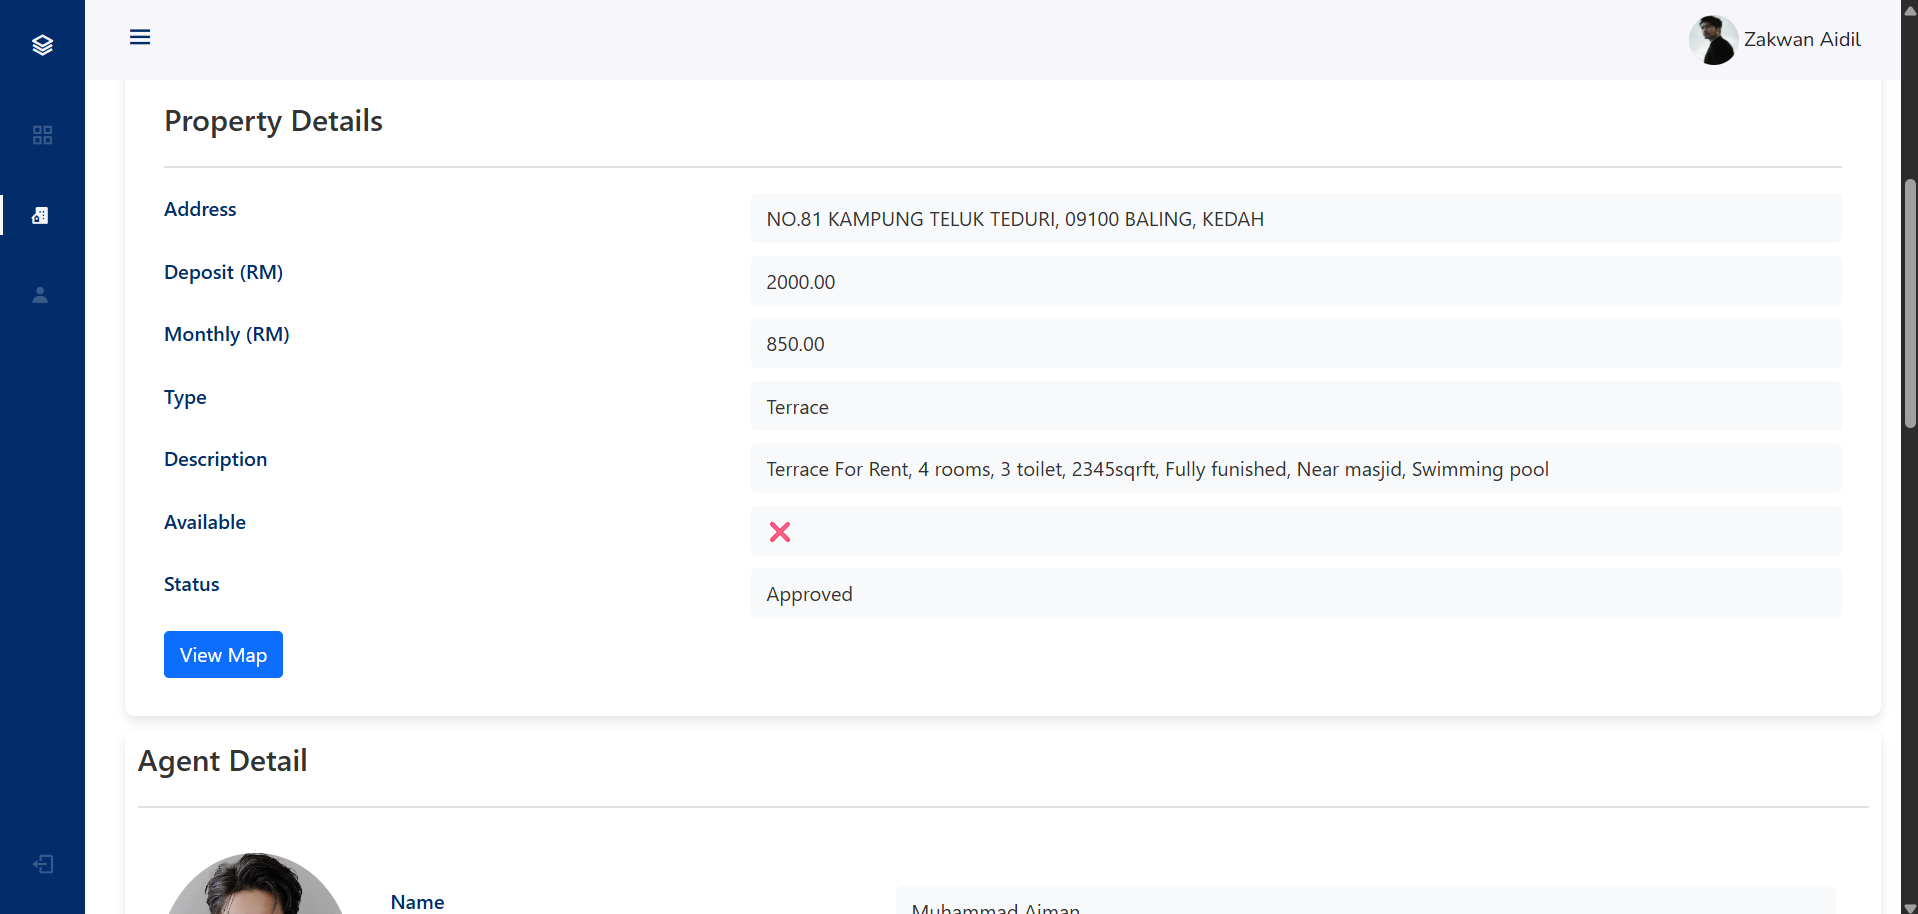 Zakwan Aidil
Property Details
Address
NO.81 KAMPUNG TELUK TEDURI, 09100 BALING, KEDAH
Deposit (RM)
2000.00
Monthly (RM)
850.00
Type
Terrace
Description
Terrace For Rent, 4 rooms, 3 toilet, 2345sqrft, Fully funished, Near masjid, Swimming pool
Available
Status
Approved
View Map
Agent Detail
Name
Muhammad Aiman